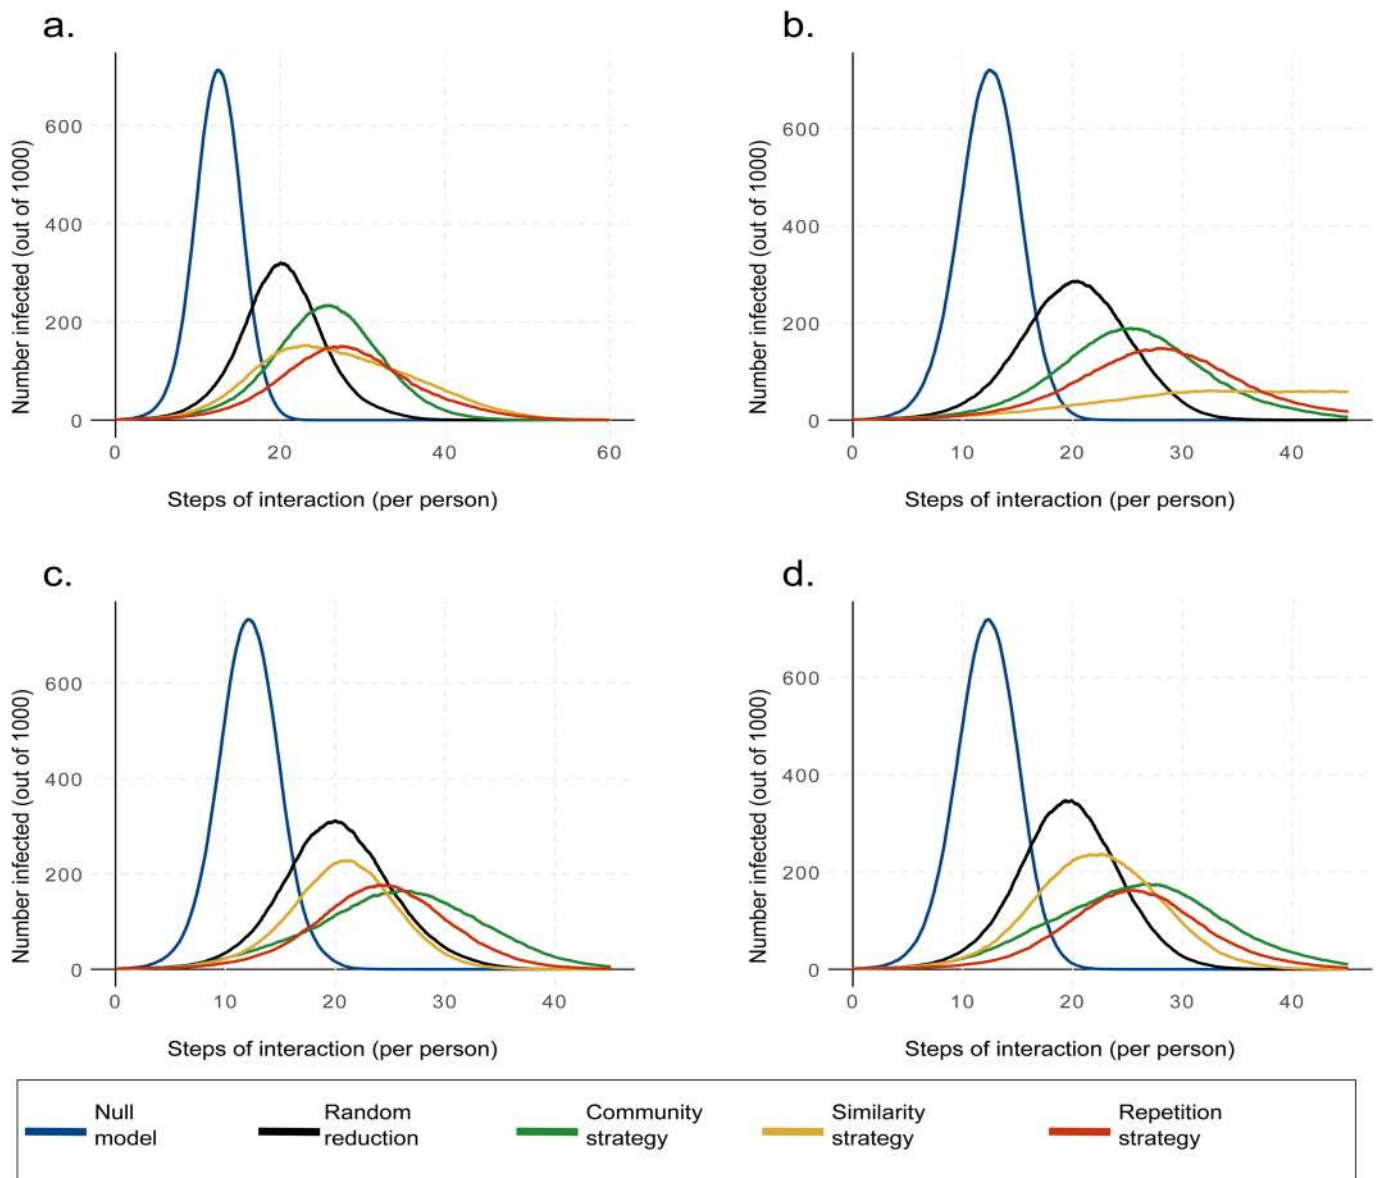 a.
Number infected (out of 1000)
600
400
200
0
0 20 40 60
Steps of interaction (per person)
b.
Number infected (out of 1000)
600
400
200
0
0 10 20 30 40
Steps of interaction (per person)
c.
Number infected (out of 1000)
600
400
200
0
0 10 20 30 40
Steps of interaction (per person)
d.
Number infected (out of 1000)
600
400
200
0
0 10 20 30 40
Steps of interaction (per person)
Null
model
Random
reduction
Community
strategy
Similarity
strategy
Repetition
strategy